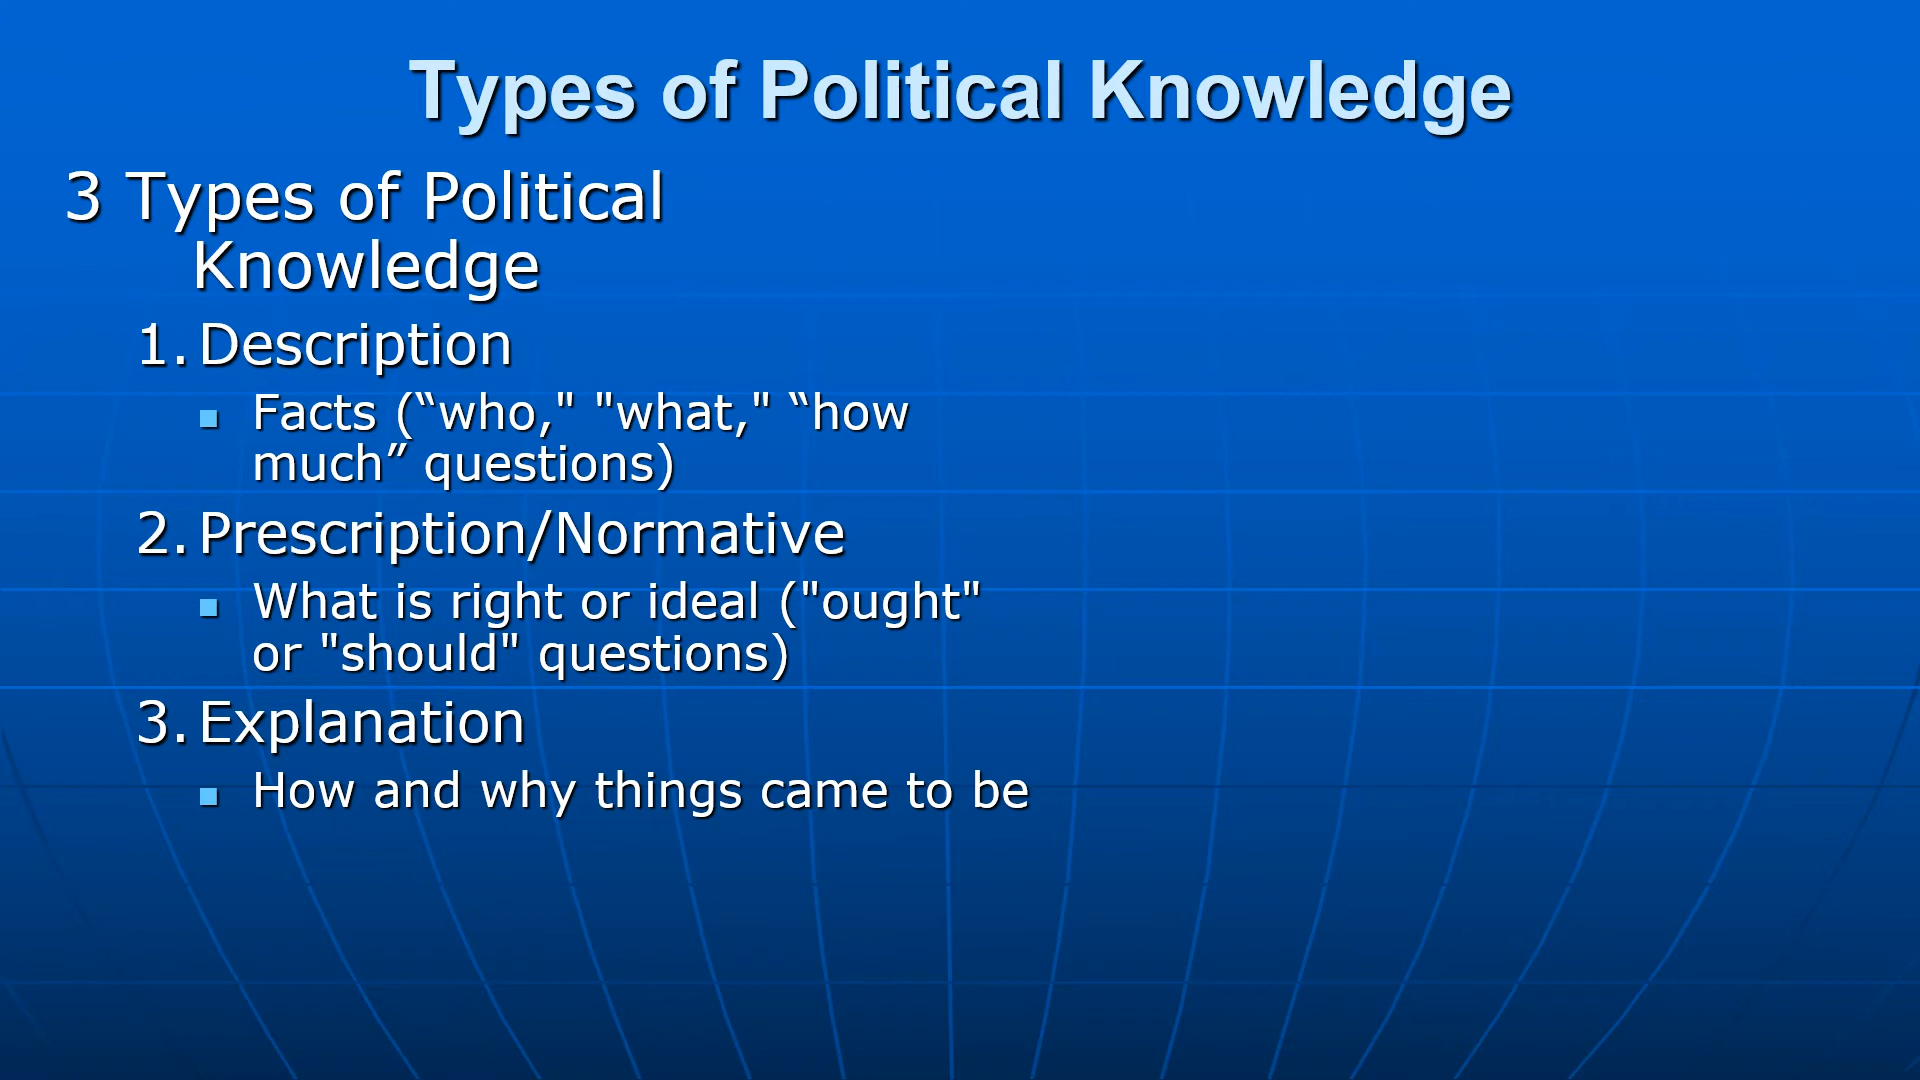 Types of Political Knowledge
3 Types of Political
Knowledge
1. Description
■ Facts (“who," "what," “how
much” questions)
2. Prescription/Normative
■ What is right or ideal ("ought"
or "should" questions)
3. Explanation
■ How and why things came to be